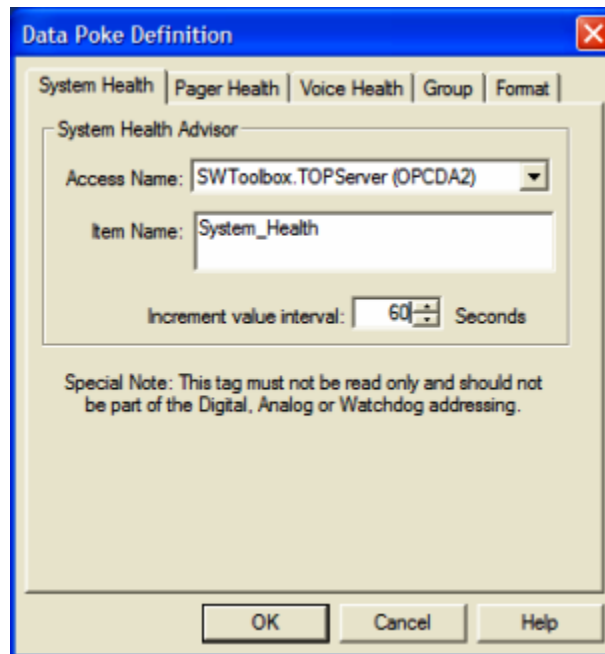 Data Poke Definition
System Health Pager Health Voice Health Group Format
System Health Advisor
Access Name: SWToolbox.TOPServer (OPCDA2)
Item Name: System_Health
Increment value interval: 60 Seconds
Special Note: This tag must not be read only and should not
be part of the Digital, Analog or Watchdog addressing.
OK Cancel Help